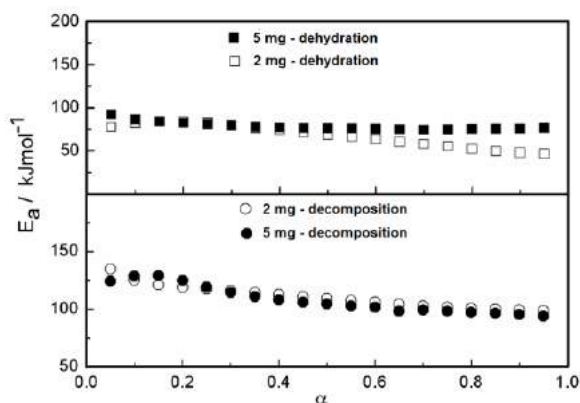 200
5 mg - dehydration
2 mg - dehydration
150
100
50
E_a / kJmol⁻¹
2 mg - decomposition
5 mg - decomposition
150
100
50
0.0 0.2 0.4 0.6 0.8 1.0
α